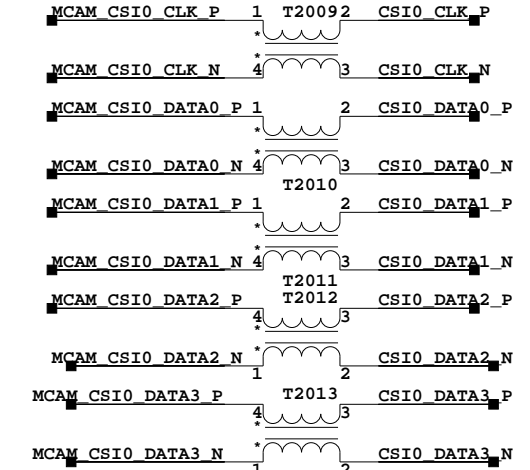 MCAM_CSI0_CLK_P 1 T2009 2 CSI0_CLK_P
*
*
MCAM_CSI0_CLK_N 4 3 CSI0_CLK_N
MCAM_CSI0_DATA0_P 1 2 CSI0_DATA0_P
*
*
MCAM_CSI0_DATA0_N 4 3 CSI0_DATA0_N
T2010
MCAM_CSI0_DATA1_P 1 2 CSI0_DATA1_P
*
*
MCAM_CSI0_DATA1_N 4 3 CSI0_DATA1_N
T2011
MCAM_CSI0_DATA2_P T2012 CSI0_DATA2_P
4 3
*
*
MCAM_CSI0_DATA2_N CSI0_DATA2_N
1 2
MCAM_CSI0_DATA3_P T2013 CSI0_DATA3_P
4 3
*
*
MCAM_CSI0_DATA3_N CSI0_DATA3_N
1 2